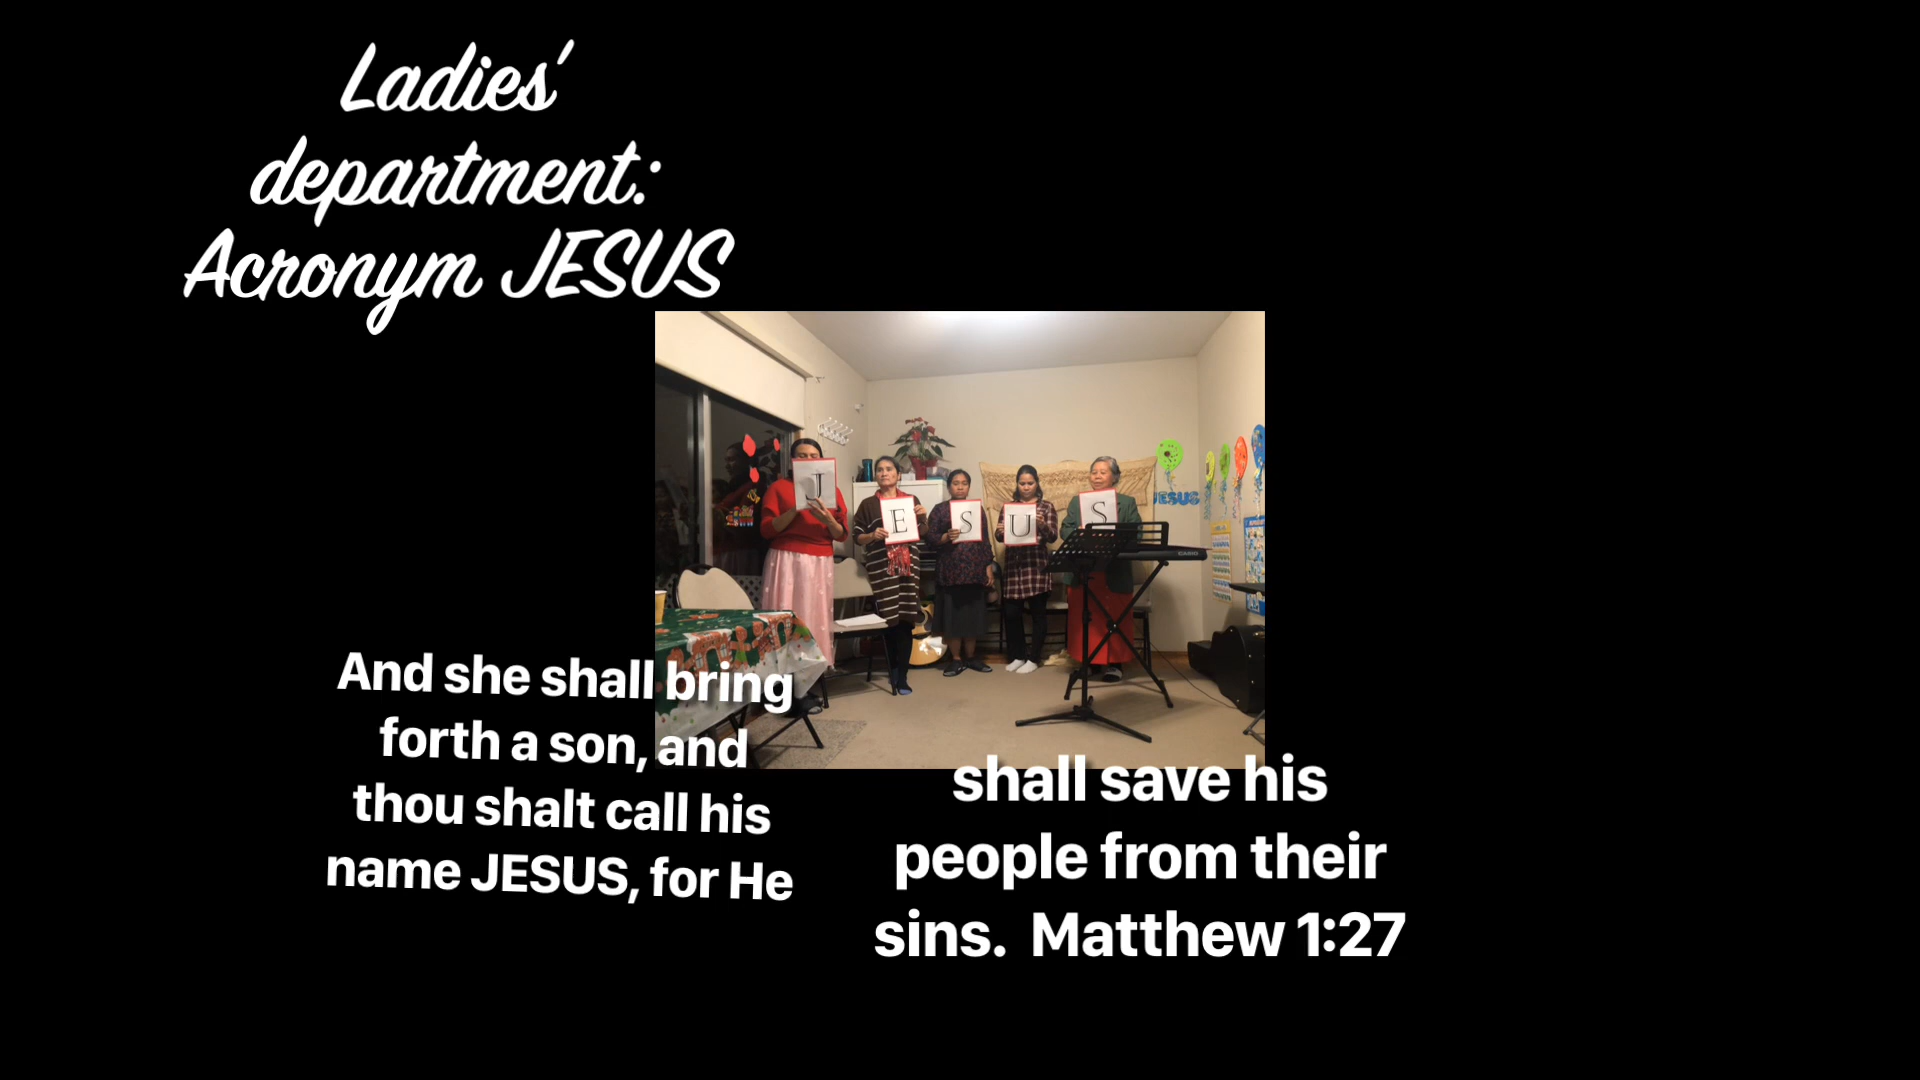 Ladies'
department:
Acronym JESUS
J
E
S
U
S
JESUS
CASIO
And she shall bring
forth a son, and
thou shalt call his
name JESUS, for He
shall save his
people from their
sins.  Matthew 1:27